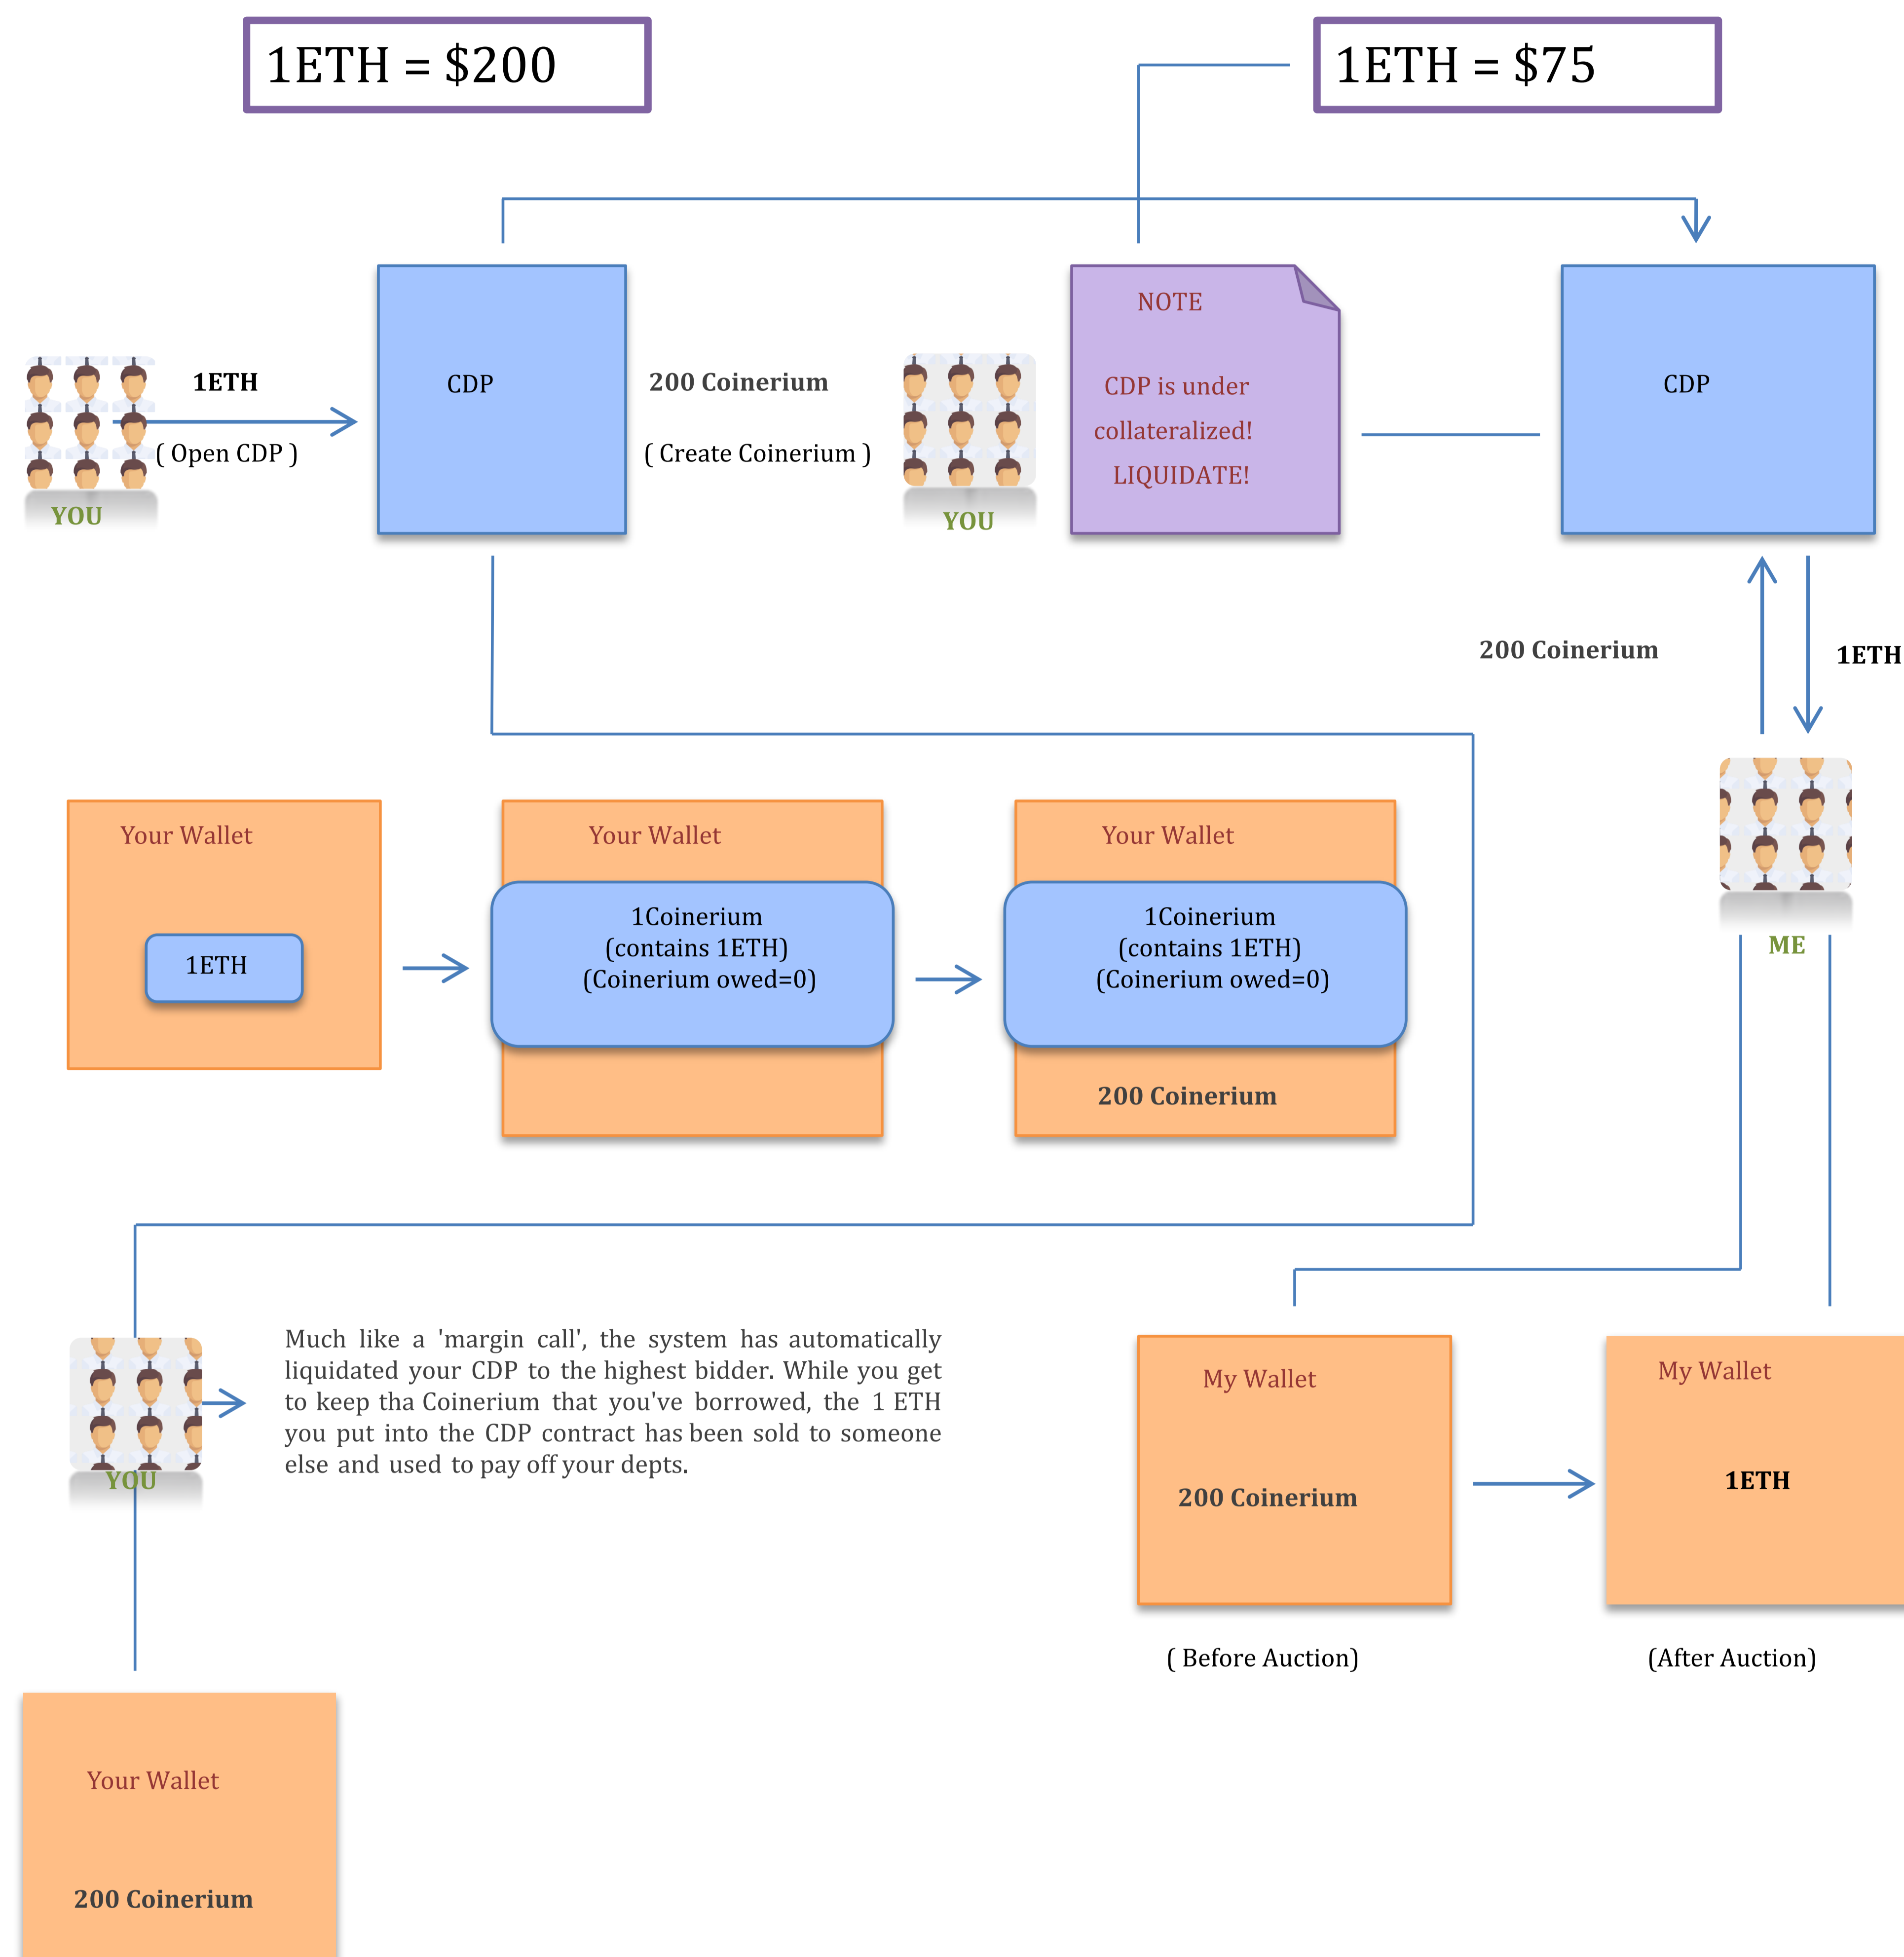 1ETH = $200
1ETH = $75
NOTE
CDP is under
collateralized!
LIQUIDATE!
1ETH
( Open CDP )
YOU
CDP
200 Coinerium
( Create Coinerium )
YOU
CDP
200 Coinerium
1ETH
ME
Your Wallet
1ETH
Your Wallet
1Coinerium
(contains 1ETH)
(Coinerium owed=0)
Your Wallet
1Coinerium
(contains 1ETH)
(Coinerium owed=0)
200 Coinerium
YOU
Much like a 'margin call', the system has automatically
liquidated your CDP to the highest bidder. While you get
to keep tha Coinerium that you've borrowed, the 1 ETH
you put into the CDP contract has been sold to someone
else and used to pay off your depts.
My Wallet
200 Coinerium
( Before Auction)
My Wallet
1ETH
(After Auction)
Your Wallet
200 Coinerium